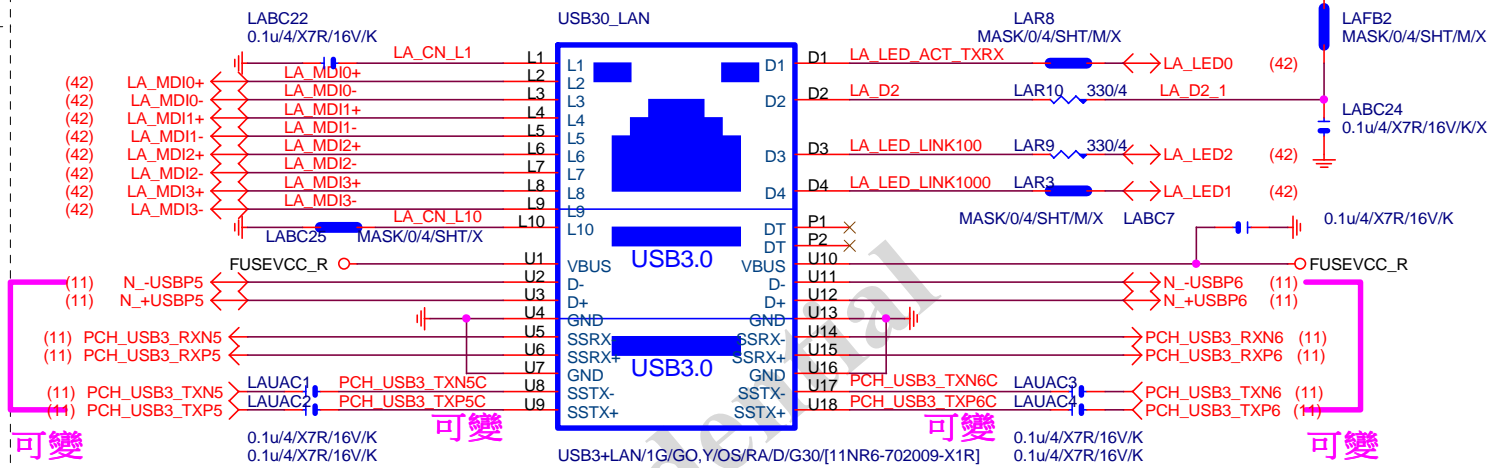 LABC22 USB30_LAN LAR8 LAFB2
0.1u/4/X7R/16V/K MASK/0/4/SHT/M/X MASK/0/4/SHT/M/X
LA_CN_L1 L1 L1 D1 D1 LA_LED_ACT_TXRX LA_LED0 (42)
(42) LA_MDI0+ LA_MDI0+ L2 L2
(42) LA_MDI0- LA_MDI0- L3 L3 D2 D2 LA_D2 LAR10 330/4 LA_D2_1 LABC24
(42) LA_MDI1+ LA_MDI1+ L4 L4 0.1u/4/X7R/16V/K/X
(42) LA_MDI1- LA_MDI1- L5 L5
(42) LA_MDI2+ LA_MDI2+ L6 L6 D3 D3 LA_LED_LINK100 LAR9 330/4 LA_LED2 (42)
(42) LA_MDI2- LA_MDI2- L7 L7
(42) LA_MDI3+ LA_MDI3+ L8 L8 D4 D4 LA_LED_LINK1000 LAR3 LA_LED1 (42)
(42) LA_MDI3- LA_MDI3- L9 L9
LA_CN_L10 L10 L10 DT P1 MASK/0/4/SHT/M/X LABC7 0.1u/4/X7R/16V/K
LABC25 MASK/0/4/SHT/X DT P2
FUSEVCC_R U1 VBUS USB3.0 VBUS U10 FUSEVCC_R
(11) N_-USBP5 U2 D- D- U11 N_-USBP6 (11)
(11) N_+USBP5 U3 D+ D+ U12 N_+USBP6 (11)
U4 GND GND U13
(11) PCH_USB3_RXN5 U5 SSRX- SSRX- U14 PCH_USB3_RXN6 (11)
(11) PCH_USB3_RXP5 U6 SSRX+ USB3.0 SSRX+ U15 PCH_USB3_RXP6 (11)
U7 GND GND U16
(11) PCH_USB3_TXN5 LAUAC1 PCH_USB3_TXN5C U8 SSTX- SSTX- U17 PCH_USB3_TXN6C LAUAC3 PCH_USB3_TXN6 (11)
(11) PCH_USB3_TXP5 LAUAC2 PCH_USB3_TXP5C U9 SSTX+ SSTX+ U18 PCH_USB3_TXP6C LAUAC4 PCH_USB3_TXP6 (11)
可變 可變 可變 可變
0.1u/4/X7R/16V/K 0.1u/4/X7R/16V/K
0.1u/4/X7R/16V/K USB3+LAN/1G/GO,Y/OS/RA/D/G30/[11NR6-702009-X1R] 0.1u/4/X7R/16V/K